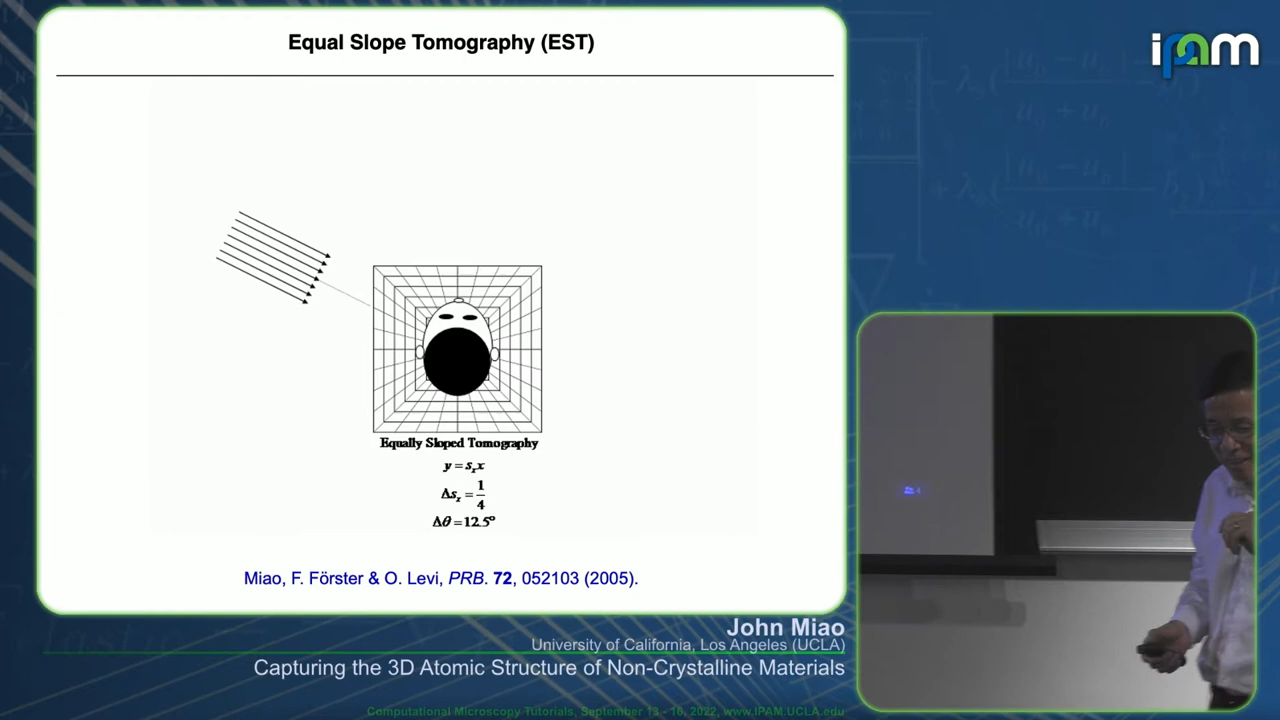 Equal Slope Tomography (EST)
ipam
Equally Sloped Tomography
y = sₓx
Δsₓ = 1/4
Δθ = 12.5°
Miao, F. Förster & O. Levi, PRB. 72, 052103 (2005).
John Miao
University of California, Los Angeles (UCLA)
Capturing the 3D Atomic Structure of Non-Crystalline Materials
Computational Microscopy Tutorials, September 13 - 16, 2022, www.IPAM.UCLA.edu